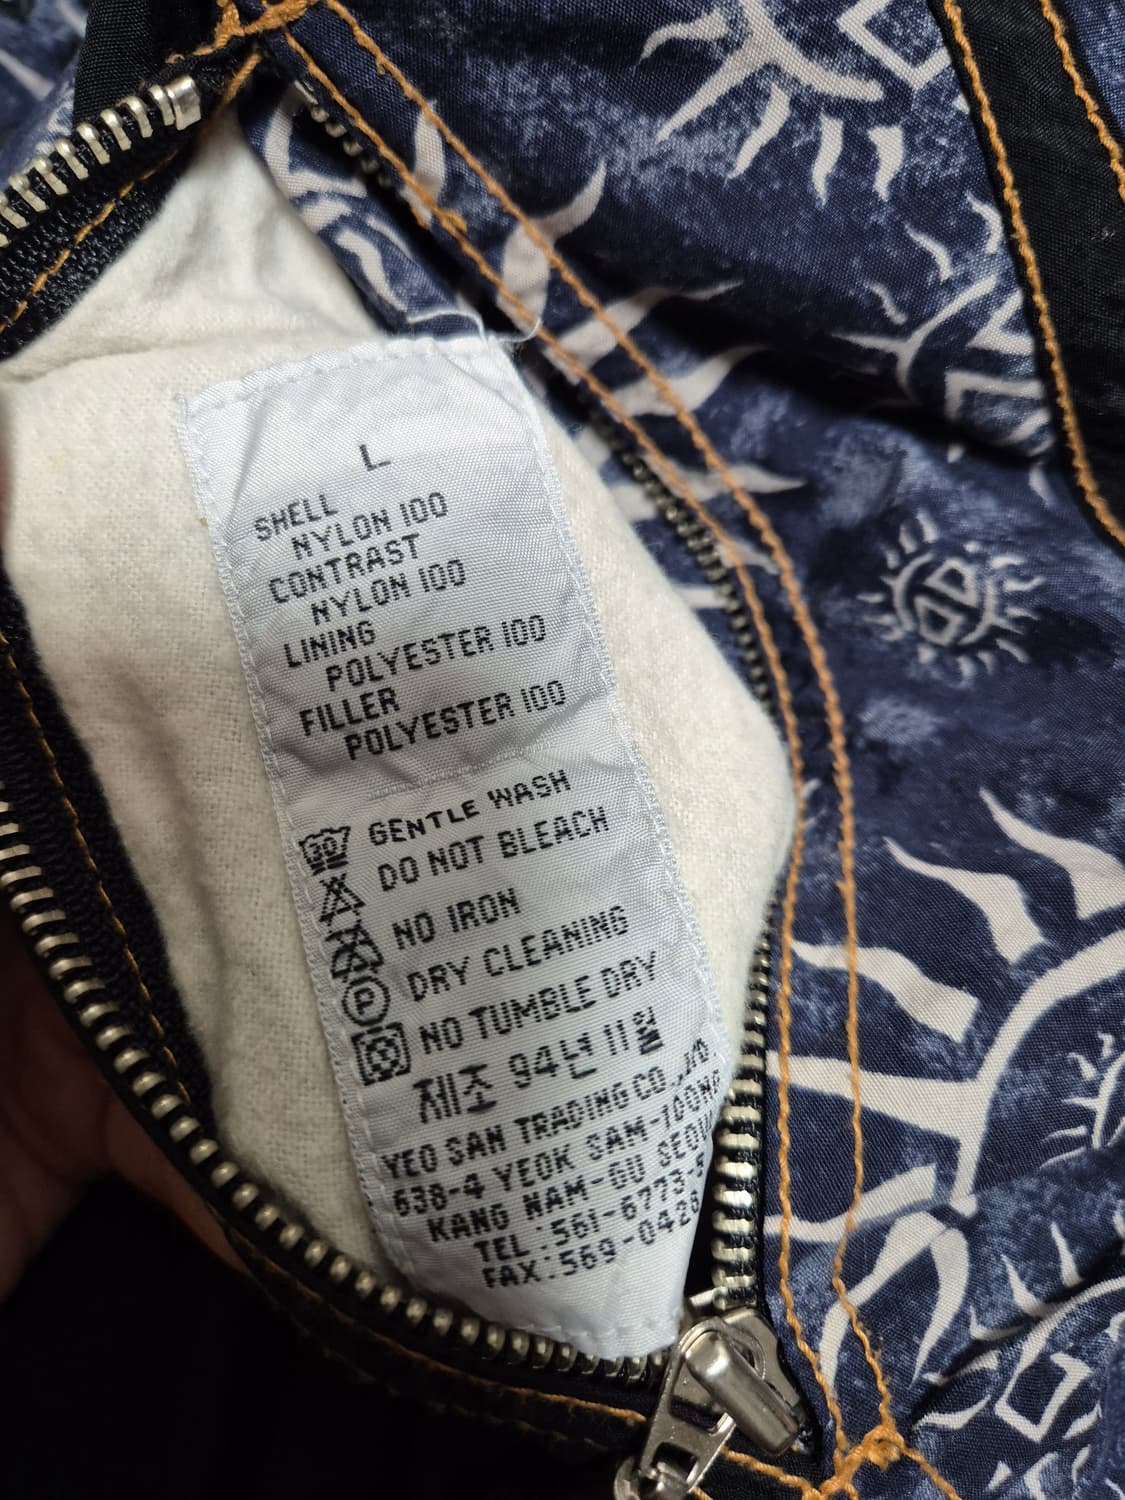 L
SHELL
NYLON 100
CONTRAST
NYLON 100
LINING
POLYESTER 100
FILLER
POLYESTER 100
30 GENTLE WASH
DO NOT BLEACH
NO IRON
P DRY CLEANING
NO TUMBLE DRY
제조 94년 11월
YEO SAN TRADING CO.,
638-4 YEOK SAM-1DONG
KANG NAM-GU SEOUL
TEL:561-6773-
FAX:569-0428